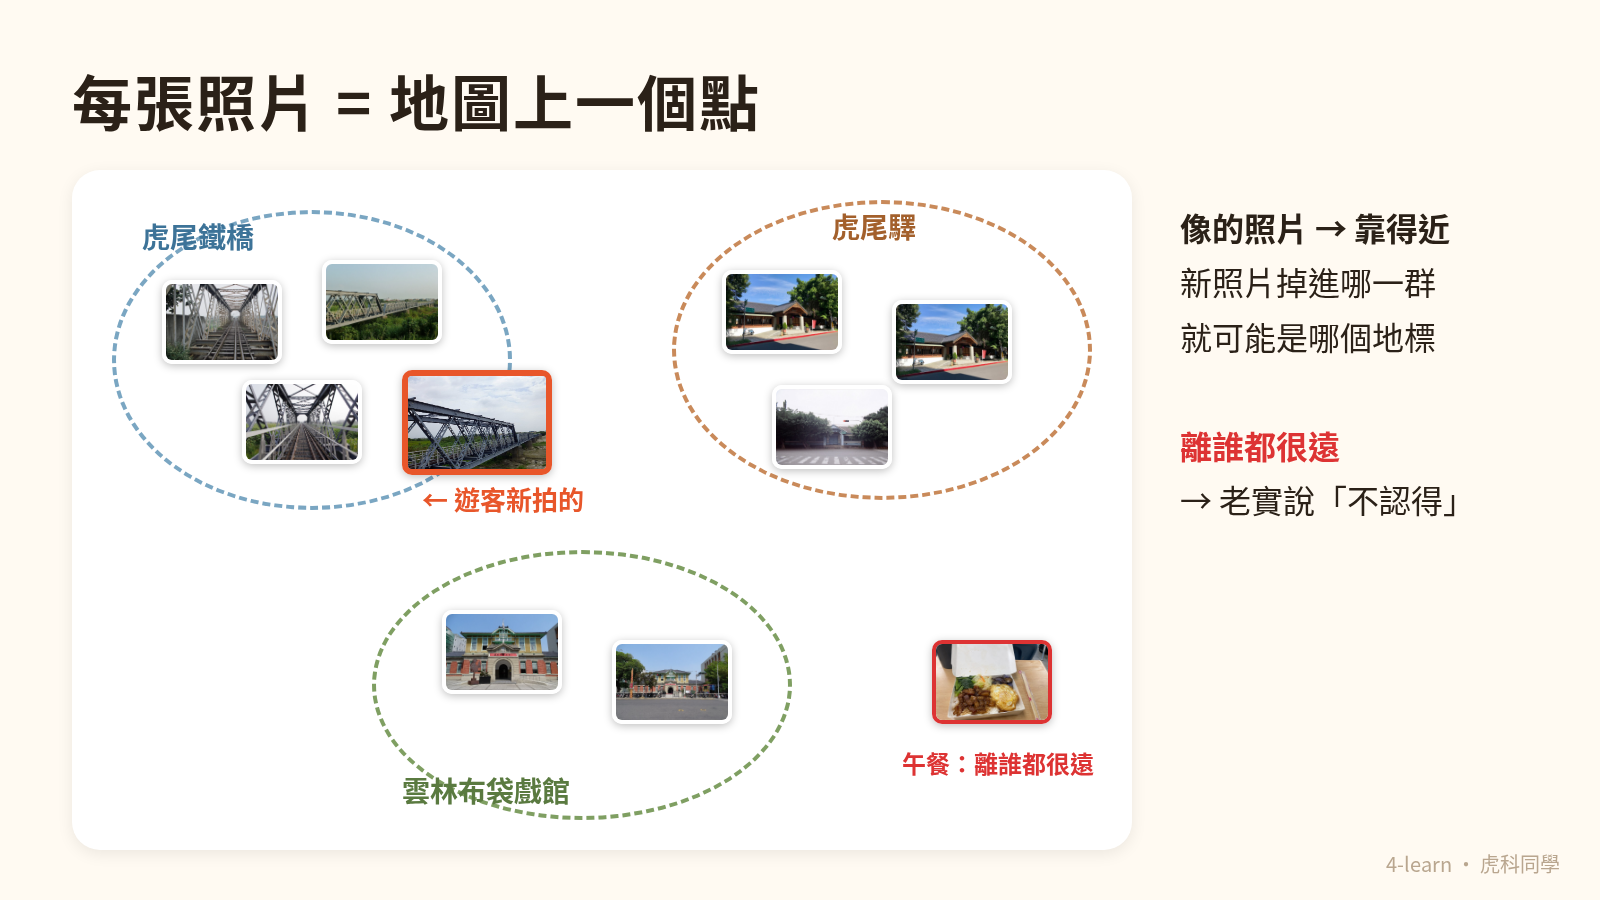 每張照片 = 地圖上一個點
虎尾鐵橋
虎尾驛
← 遊客新拍的
雲林布袋戲館
午餐：離誰都很遠
像的照片 → 靠得近
新照片掉進哪一群
就可能是哪個地標
離誰都很遠
→ 老實說「不認得」
4-learn · 虎科同學